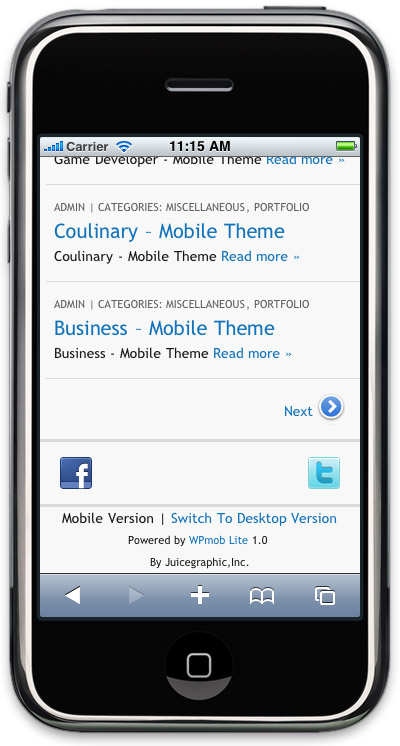 Carrier 11:15 AM
Game Developer - Mobile Theme Read more »
ADMIN | CATEGORIES: MISCELLANEOUS, PORTFOLIO
Coulinary – Mobile Theme
Coulinary - Mobile Theme Read more »
ADMIN | CATEGORIES: MISCELLANEOUS, PORTFOLIO
Business – Mobile Theme
Business - Mobile Theme Read more »
Next
f
t
Mobile Version | Switch To Desktop Version
Powered by WPmob Lite 1.0
By Juicegraphic,Inc.